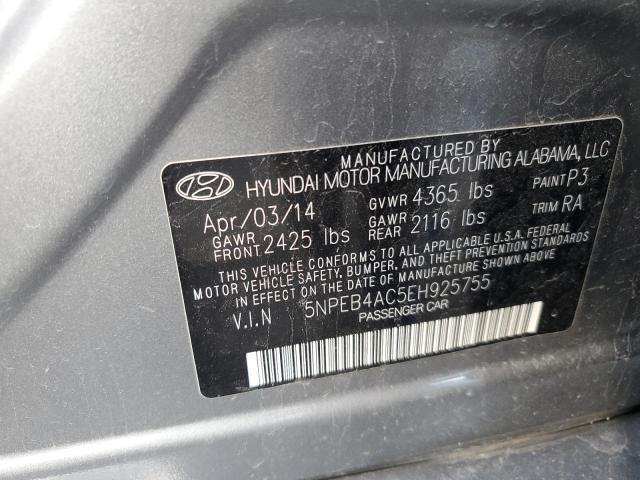 MANUFACTURED BY
HYUNDAI MOTOR MANUFACTURING ALABAMA, LLC
Apr/03/14 GVWR 4365 lbs PAINT P3
GAWR FRONT 2425 lbs GAWR REAR 2116 lbs TRIM RA
THIS VEHICLE CONFORMS TO ALL APPLICABLE U.S.A. FEDERAL
MOTOR VEHICLE SAFETY, BUMPER, AND THEFT PREVENTION STANDARDS
IN EFFECT ON THE DATE OF MANUFACTURE SHOWN ABOVE.
V.I.N 5NPEB4AC5EH925755
PASSENGER CAR